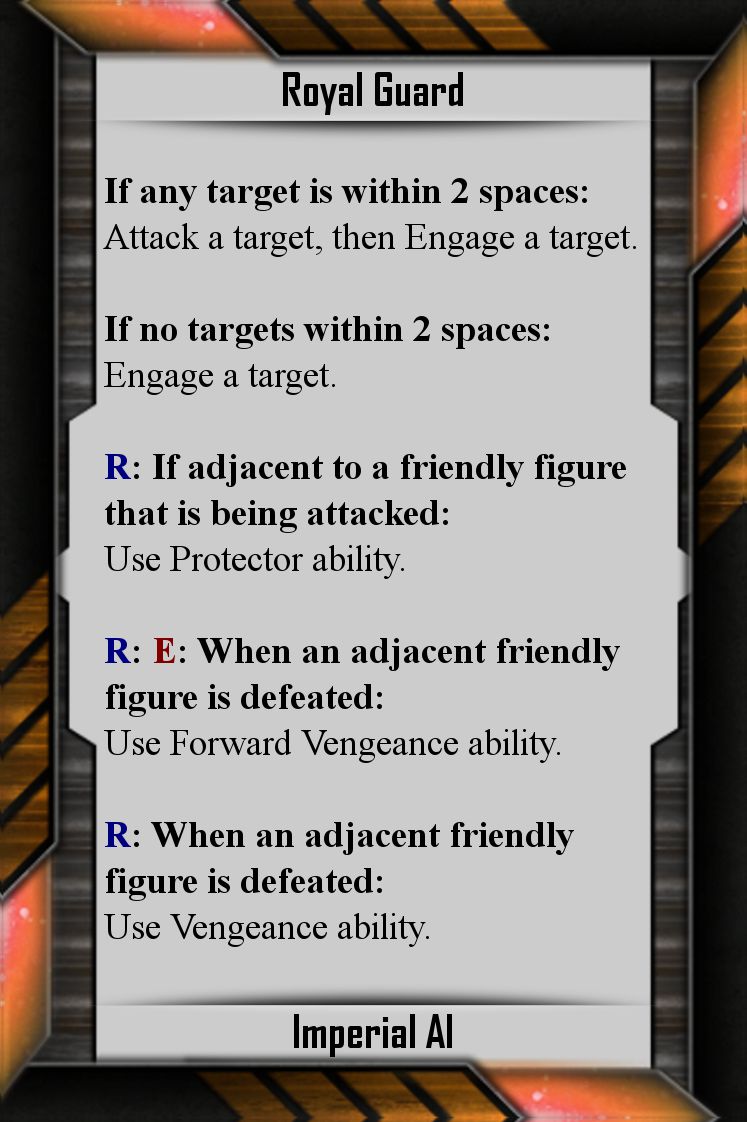 Royal Guard
If any target is within 2 spaces:
Attack a target, then Engage a target.
If no targets within 2 spaces:
Engage a target.
R: If adjacent to a friendly figure
that is being attacked:
Use Protector ability.
R: E: When an adjacent friendly
figure is defeated:
Use Forward Vengeance ability.
R: When an adjacent friendly
figure is defeated:
Use Vengeance ability.
Imperial AI